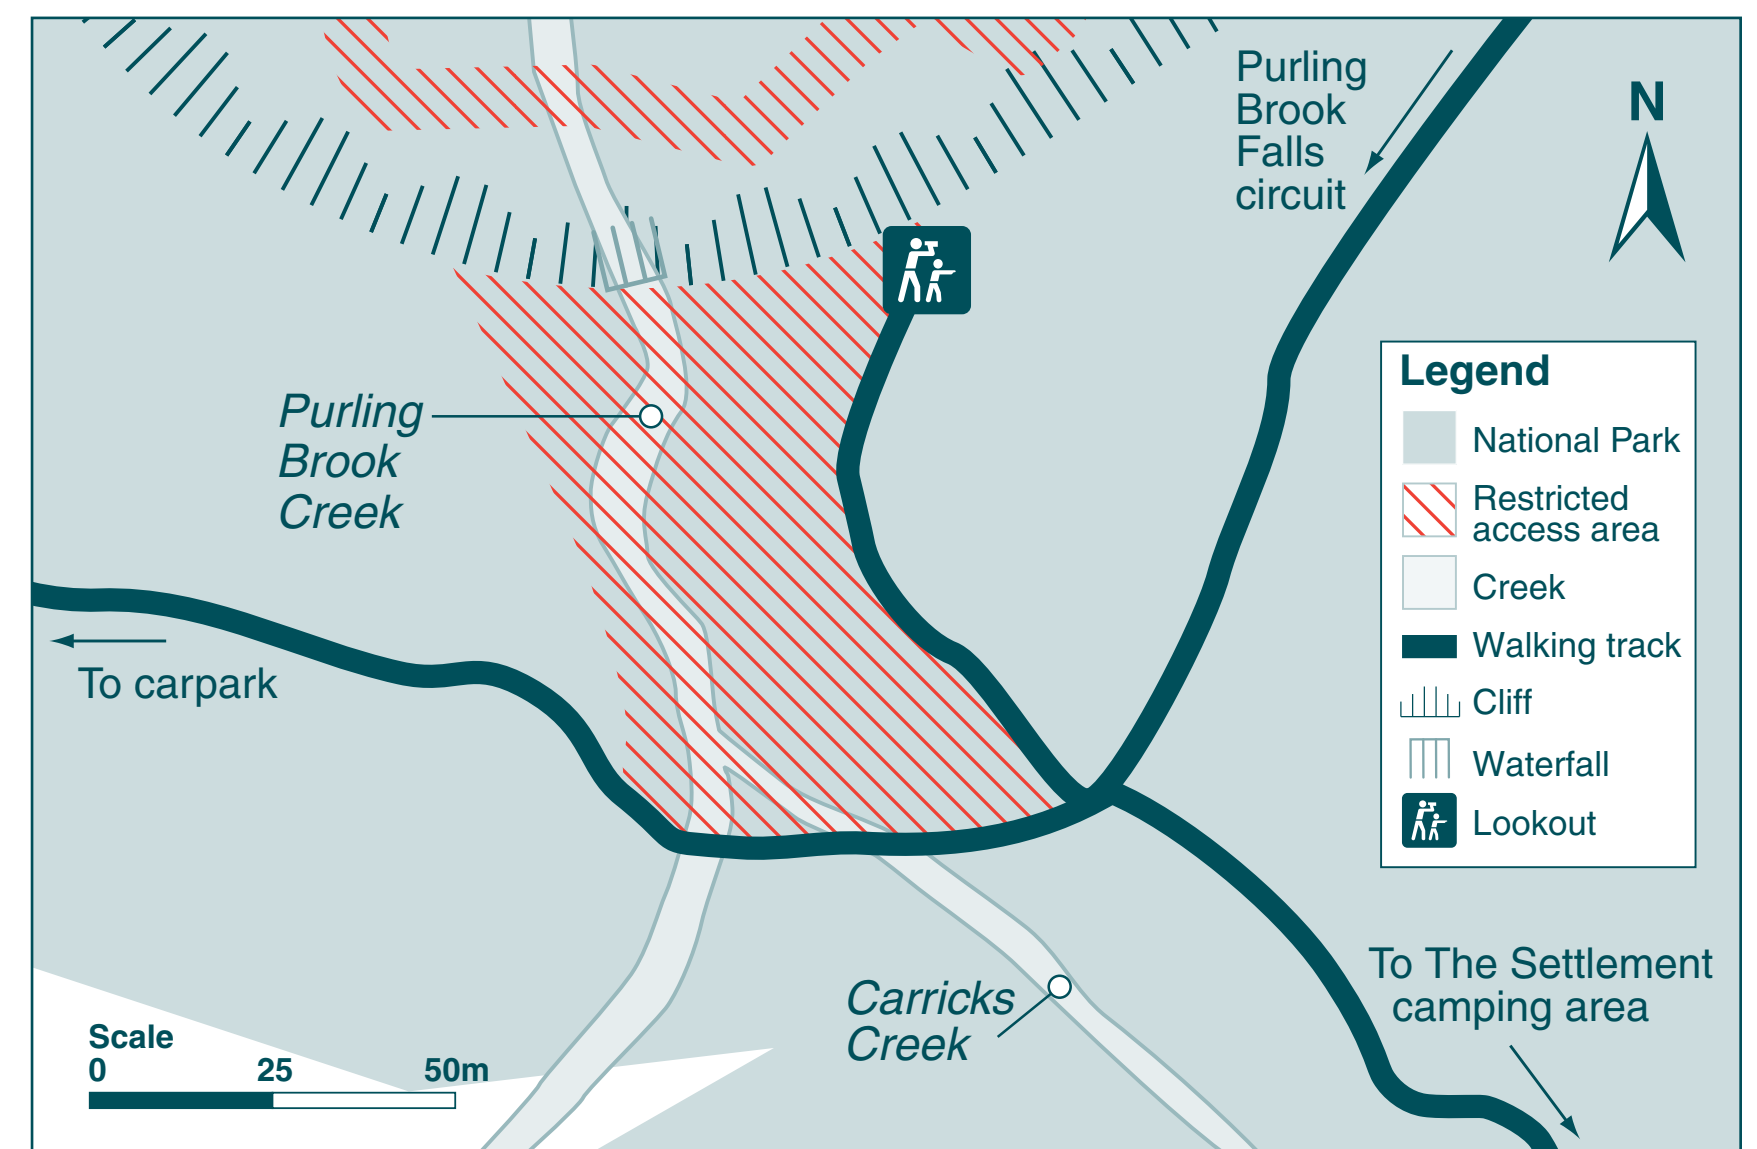 Purling
Brook
Falls
circuit
N
Purling
Brook
Creek
To carpark
Legend
National Park
Restricted
access area
Creek
Walking track
Cliff
Waterfall
Lookout
To The Settlement
camping area
Carricks
Creek
Scale
0 25 50m